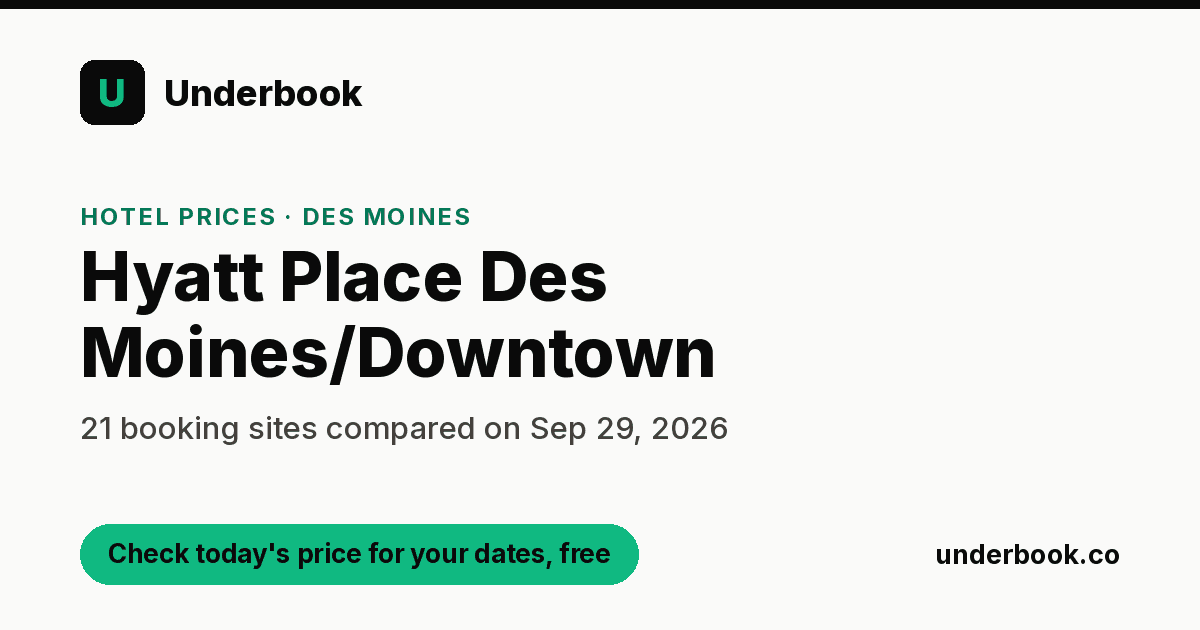 U
Underbook
HOTEL PRICES · DES MOINES
Hyatt Place Des
Moines/Downtown
21 booking sites compared on Sep 29, 2026
Check today's price for your dates, free
underbook.co